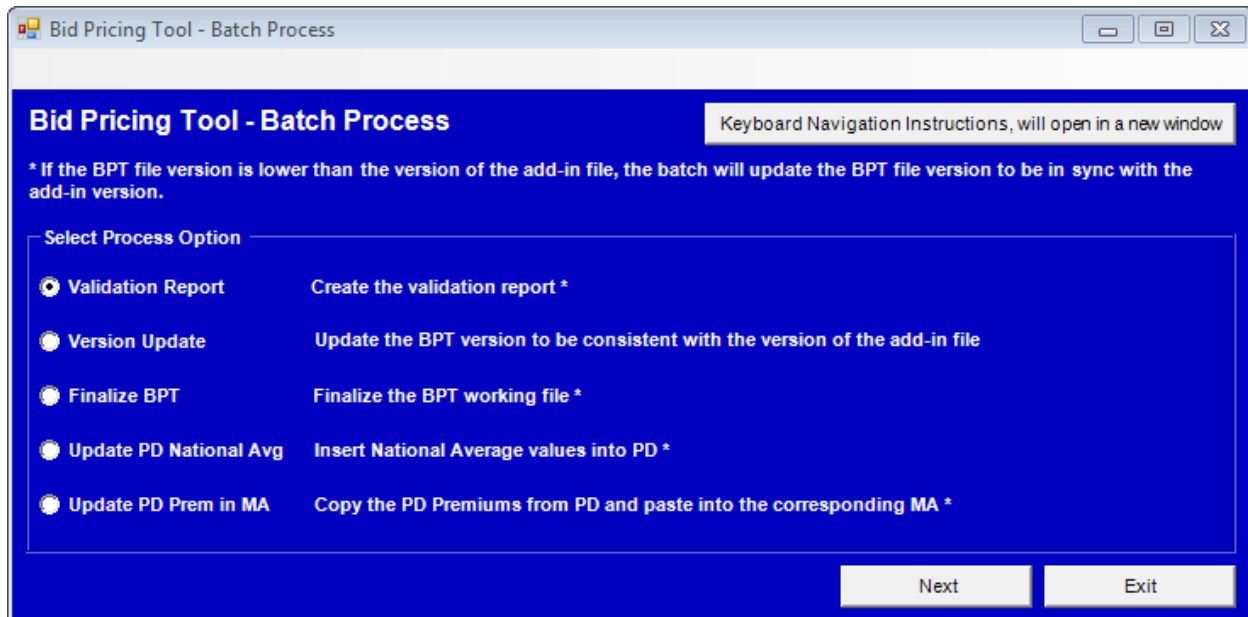 Bid Pricing Tool - Batch Process
Bid Pricing Tool - Batch Process
Keyboard Navigation Instructions, will open in a new window
* If the BPT file version is lower than the version of the add-in file, the batch will update the BPT file version to be in sync with the
add-in version.
Select Process Option
Validation Report Create the validation report *
Version Update Update the BPT version to be consistent with the version of the add-in file
Finalize BPT Finalize the BPT working file *
Update PD National Avg Insert National Average values into PD *
Update PD Prem in MA Copy the PD Premiums from PD and paste into the corresponding MA *
Next Exit